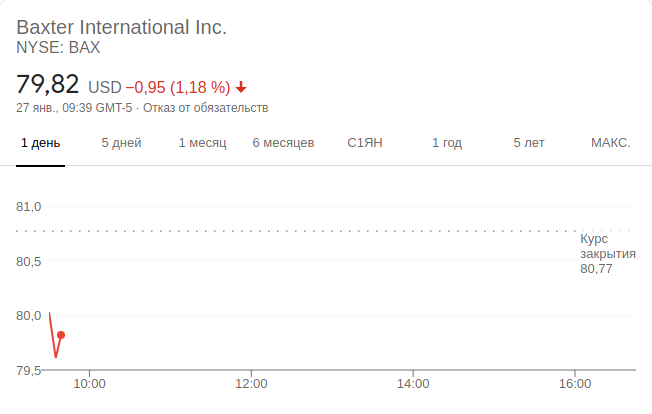 Baxter International Inc.
NYSE: BAX
79,82 USD −0,95 (1,18 %)
27 янв., 09:39 GMT-5 · Отказ от обязательств
1 день 5 дней 1 месяц 6 месяцев С1ЯН 1 год 5 лет МАКС.
81,0
Курс
закрытия
80,77
80,5
80,0
79,5
10:00 12:00 14:00 16:00